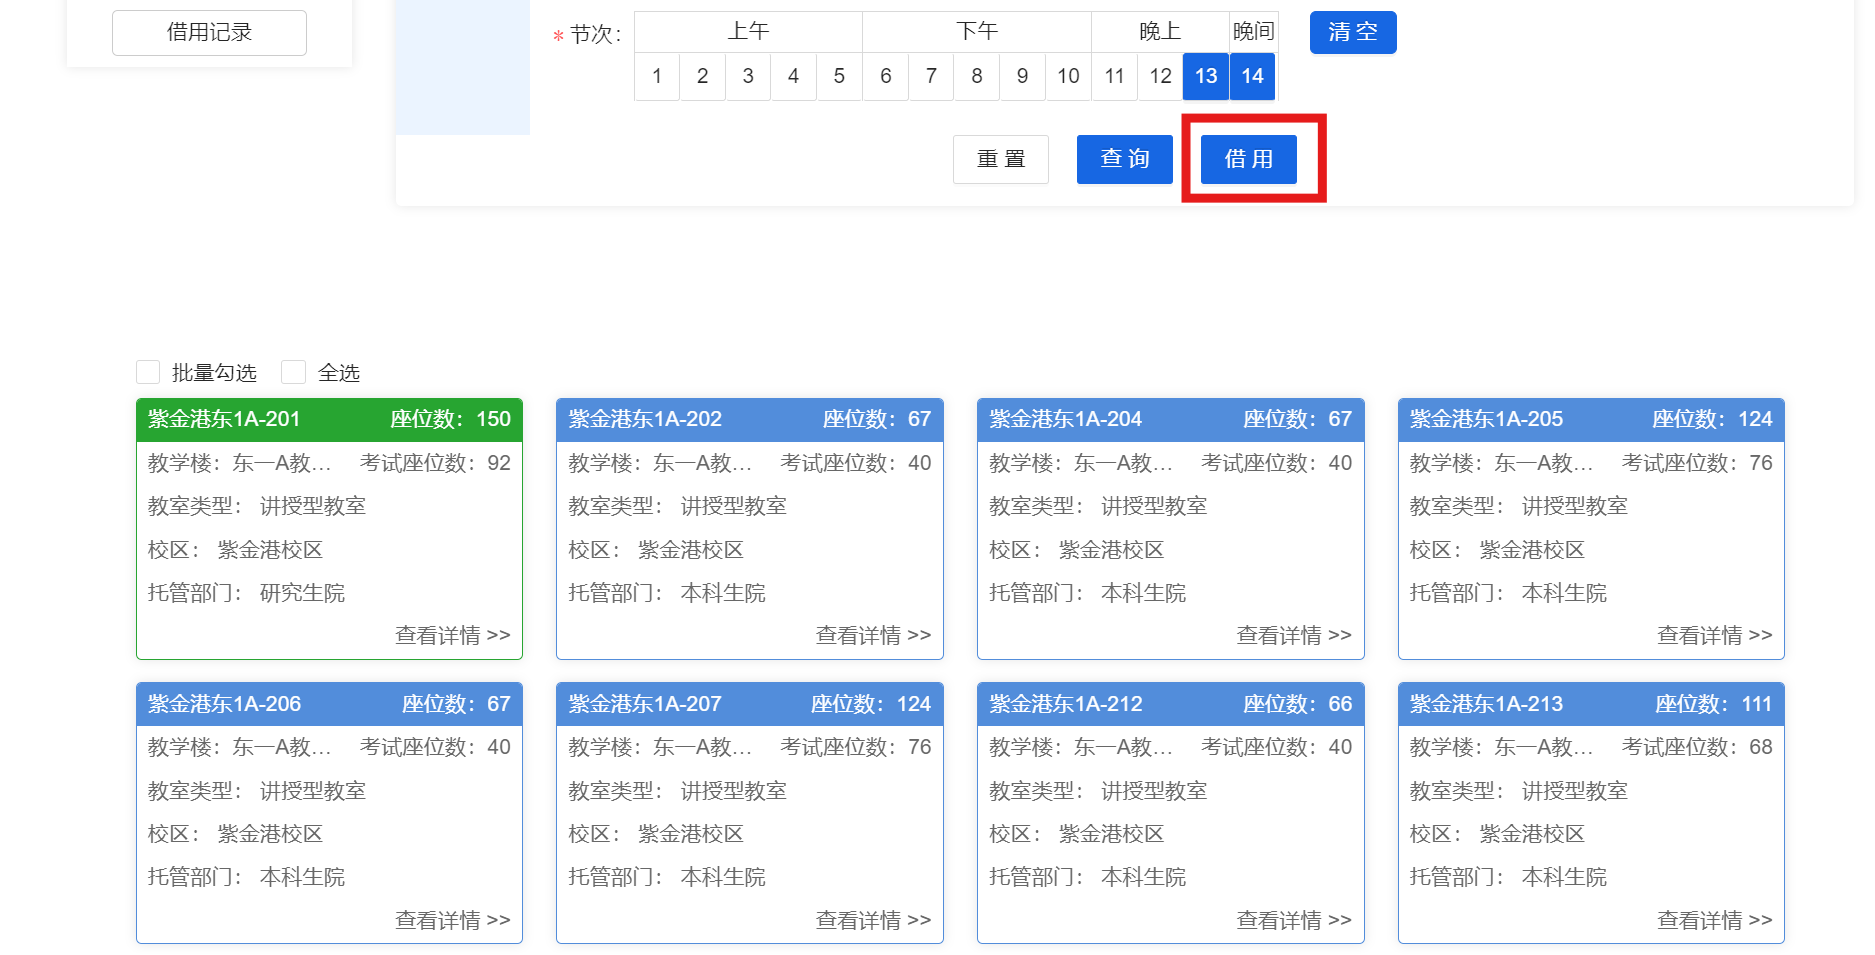 借用记录
* 节次：
上午 下午 晚上 晚间
1 2 3 4 5 6 7 8 9 10 11 12 13 14
清 空
重 置 查 询 借 用
批量勾选 全选
紫金港东1A-201 座位数：150
教学楼：东一A教... 考试座位数：92
教室类型： 讲授型教室
校区： 紫金港校区
托管部门： 研究生院
查看详情 >>
紫金港东1A-202 座位数：67
教学楼：东一A教... 考试座位数：40
教室类型： 讲授型教室
校区： 紫金港校区
托管部门： 本科生院
查看详情 >>
紫金港东1A-204 座位数：67
教学楼：东一A教... 考试座位数：40
教室类型： 讲授型教室
校区： 紫金港校区
托管部门： 本科生院
查看详情 >>
紫金港东1A-205 座位数：124
教学楼：东一A教... 考试座位数：76
教室类型： 讲授型教室
校区： 紫金港校区
托管部门： 本科生院
查看详情 >>
紫金港东1A-206 座位数：67
教学楼：东一A教... 考试座位数：40
教室类型： 讲授型教室
校区： 紫金港校区
托管部门： 本科生院
查看详情 >>
紫金港东1A-207 座位数：124
教学楼：东一A教... 考试座位数：76
教室类型： 讲授型教室
校区： 紫金港校区
托管部门： 本科生院
查看详情 >>
紫金港东1A-212 座位数：66
教学楼：东一A教... 考试座位数：40
教室类型： 讲授型教室
校区： 紫金港校区
托管部门： 本科生院
查看详情 >>
紫金港东1A-213 座位数：111
教学楼：东一A教... 考试座位数：68
教室类型： 讲授型教室
校区： 紫金港校区
托管部门： 本科生院
查看详情 >>